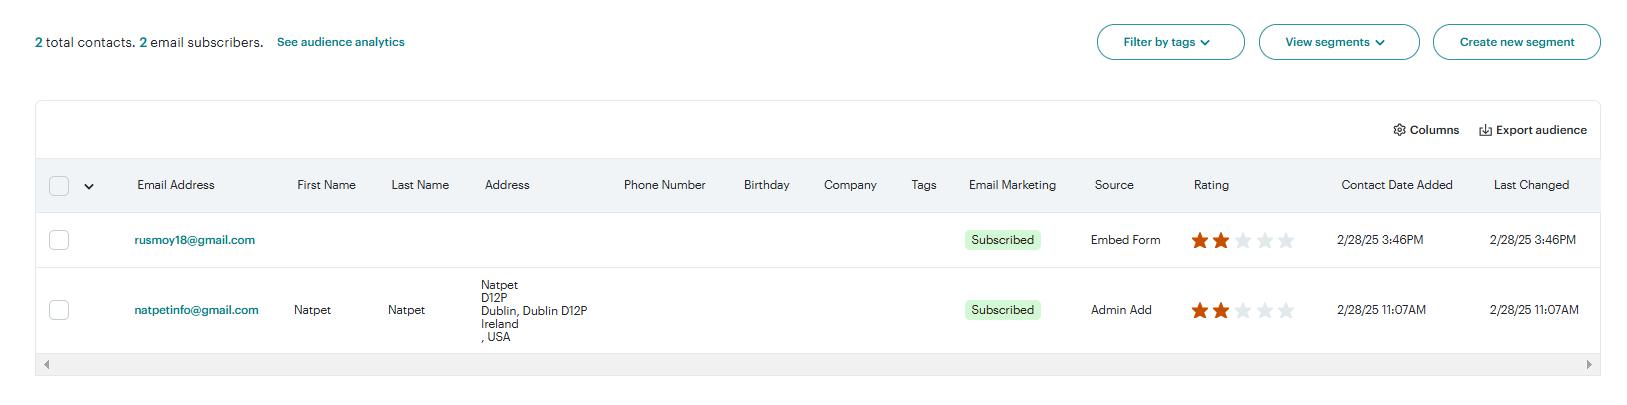 2 total contacts. 2 email subscribers. See audience analytics
Filter by tags View segments Create new segment
Columns Export audience
Email Address First Name Last Name Address Phone Number Birthday Company Tags Email Marketing Source Rating Contact Date Added Last Changed
rusmoy18@gmail.com Subscribed Embed Form 2/28/25 3:46PM 2/28/25 3:46PM
natpetinfo@gmail.com Natpet Natpet Natpet
D12P
Dublin, Dublin D12P
Ireland
, USA
Subscribed Admin Add 2/28/25 11:07AM 2/28/25 11:07AM